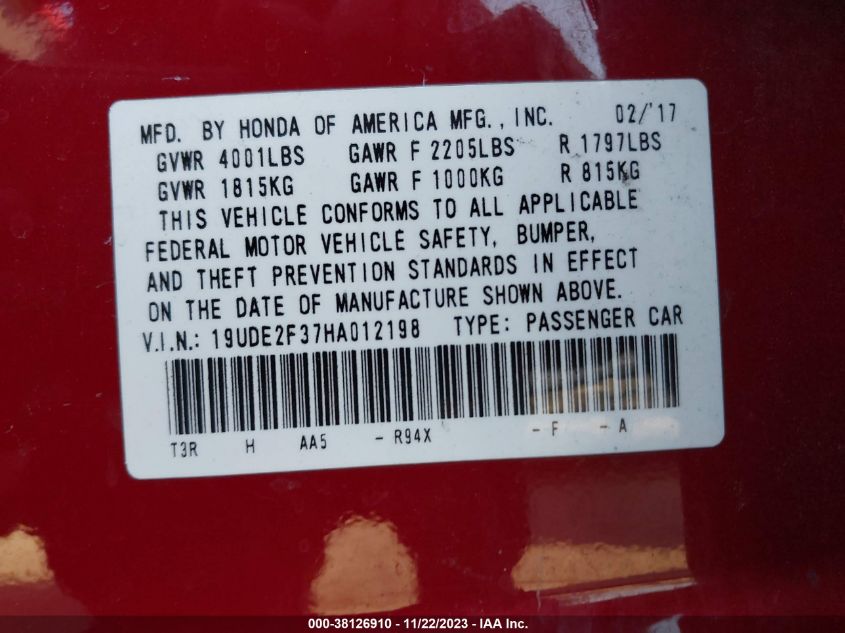 MFD. BY HONDA OF AMERICA MFG., INC. 02/'17
GVWR 4001LBS GAWR F 2205LBS R 1797LBS
GVWR 1815KG GAWR F 1000KG R 815KG
THIS VEHICLE CONFORMS TO ALL APPLICABLE
FEDERAL MOTOR VEHICLE SAFETY, BUMPER,
AND THEFT PREVENTION STANDARDS IN EFFECT
ON THE DATE OF MANUFACTURE SHOWN ABOVE.
V.I.N.: 19UDE2F37HA012198 TYPE: PASSENGER CAR
T3R H AA5 - R94X - F - A
000-38126910 - 11/22/2023 - IAA Inc.